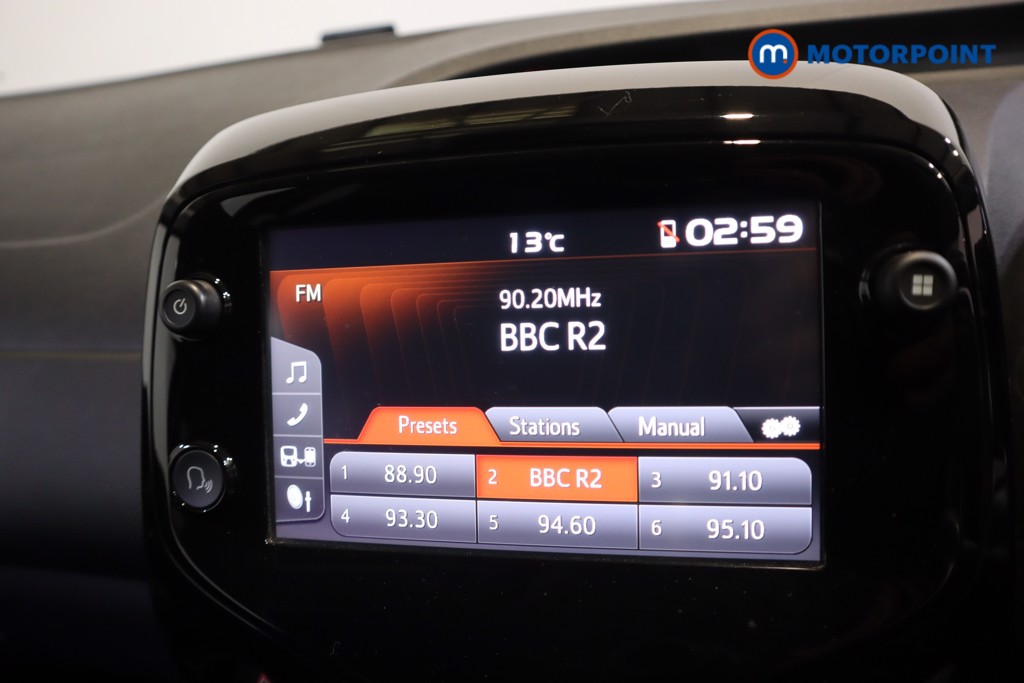 m MOTORPOINT
13°C 02:59
FM
90.20MHz
BBC R2
Presets Stations Manual
1 88.90 2 BBC R2 3 91.10
4 93.30 5 94.60 6 95.10